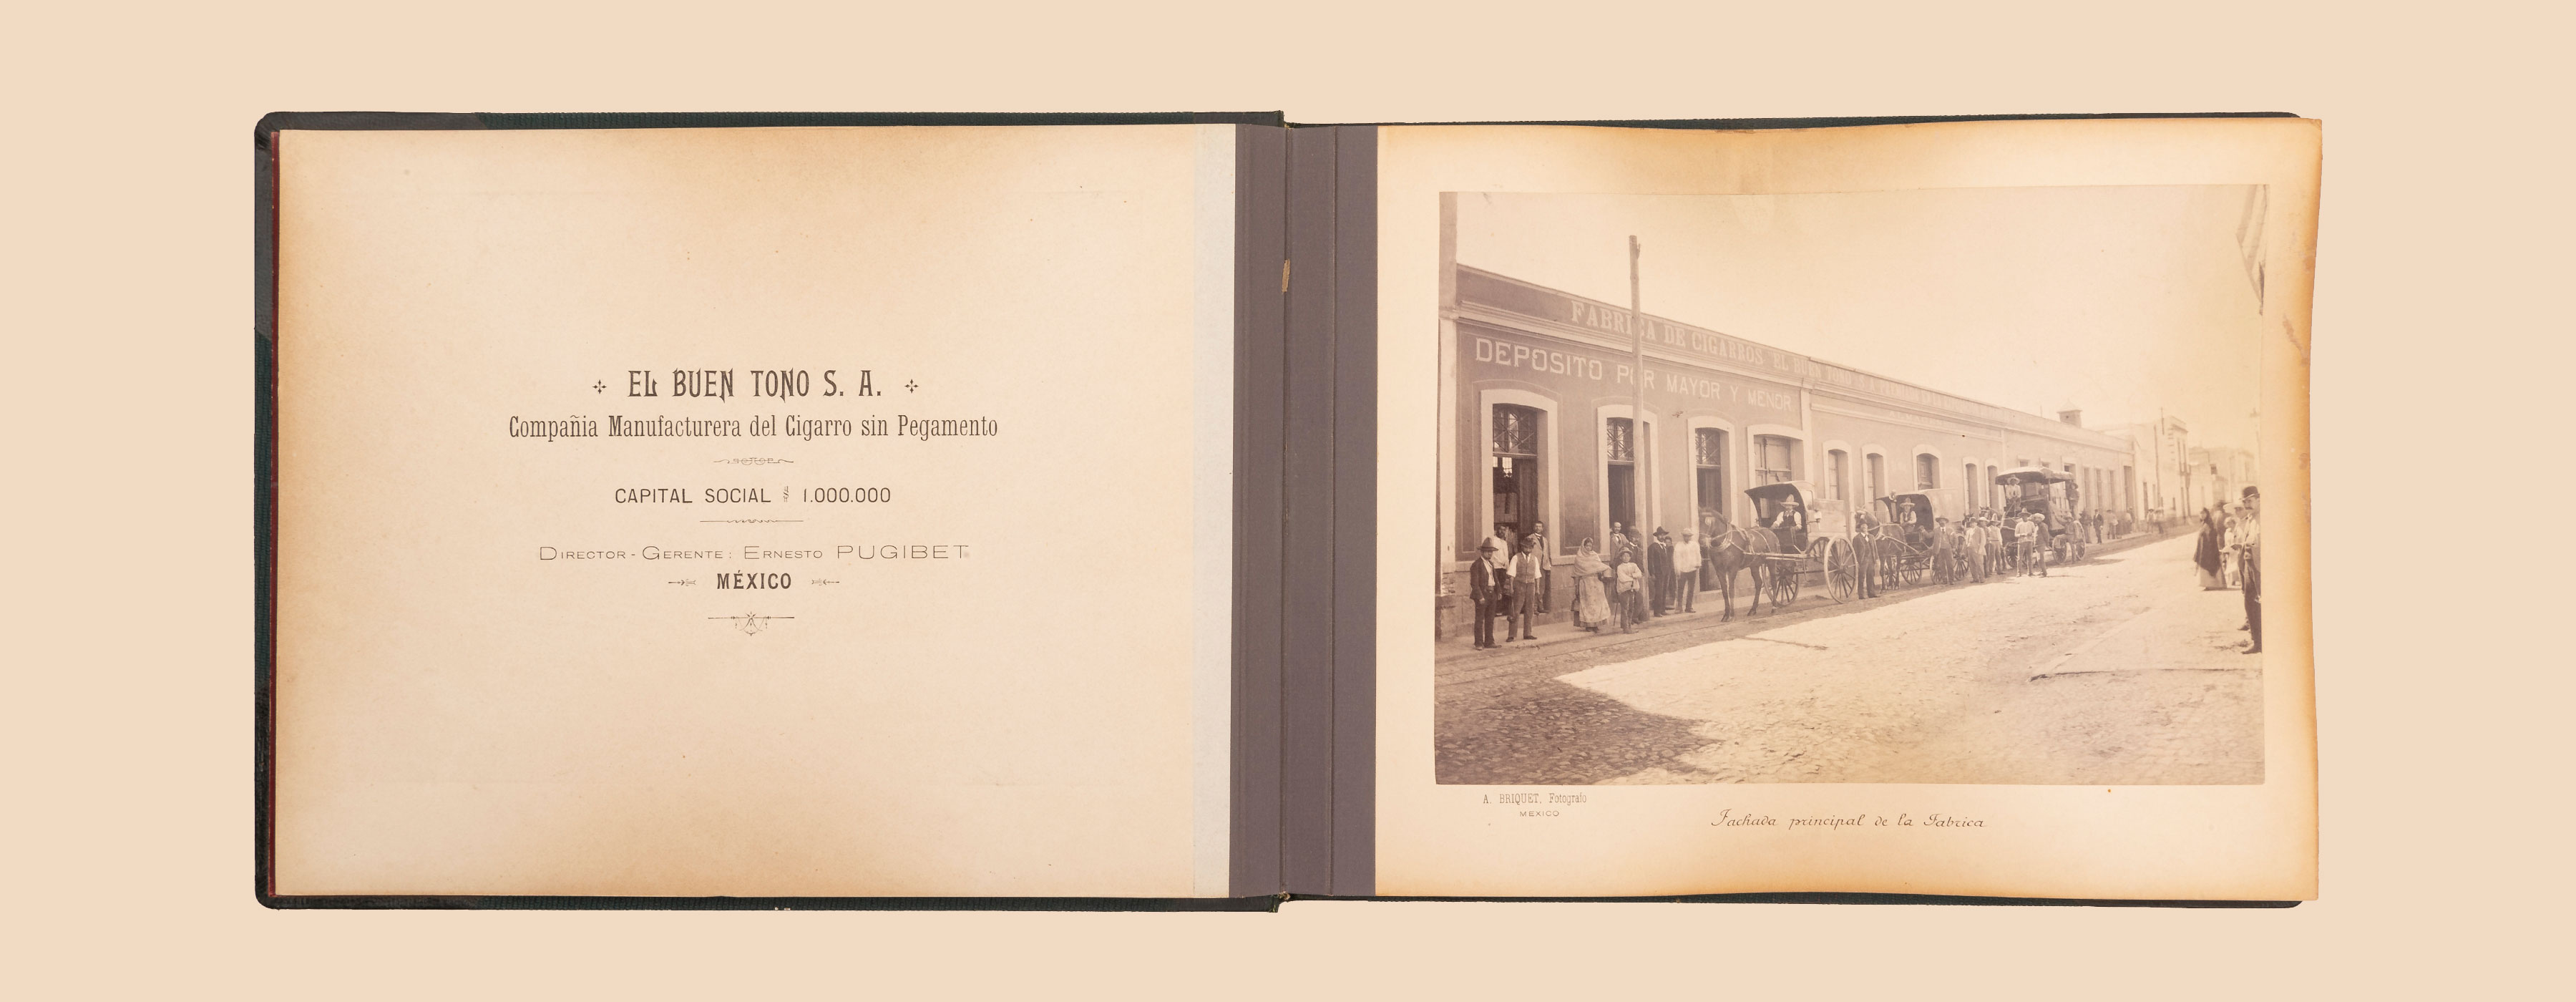 EL BUEN TONO S. A.
Compañia Manufacturera del Cigarro sin Pegamento
CAPITAL SOCIAL $ 1.000.000
DIRECTOR-GERENTE: ERNESTO PUGIBET
MÉXICO
FABRICA DE CIGARROS EL BUEN TONO S. A.
DEPOSITO POR MAYOR Y MENOR
A. BRIQUET, Fotografo
MEXICO
Fachada principal de la Fabrica